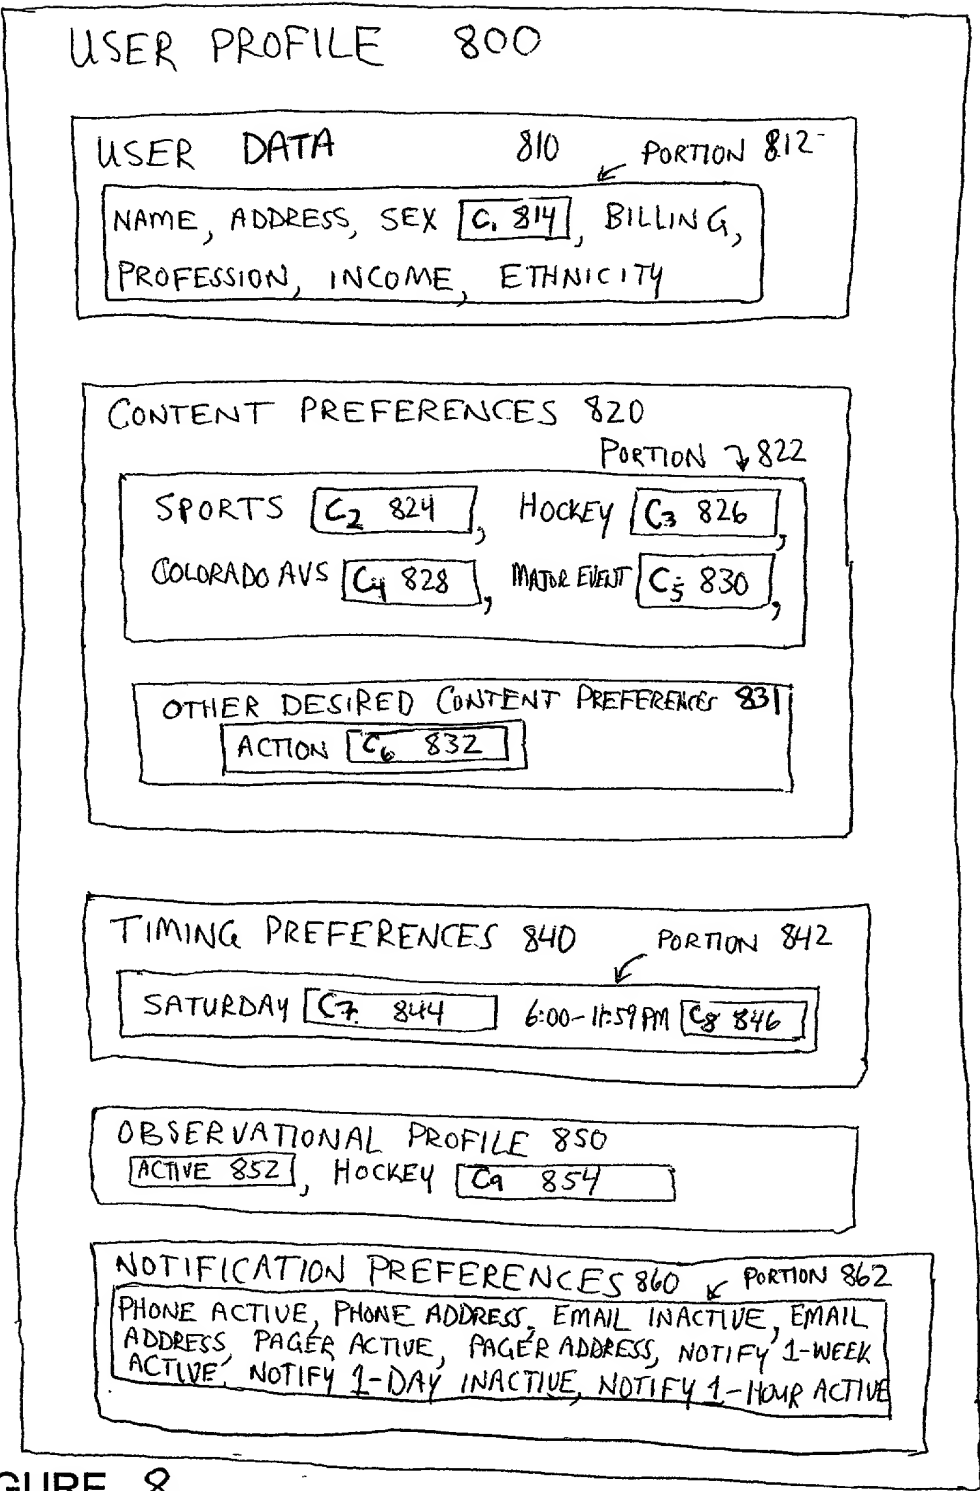 USER PROFILE 800
USER DATA 810 PORTION 812
NAME, ADDRESS, SEX C1 814, BILLING,
PROFESSION, INCOME, ETHNICITY
CONTENT PREFERENCES 820
PORTION 822
SPORTS C2 824, HOCKEY C3 826,
COLORADO AVS C4 828, MAJOR EVENT C5 830,
OTHER DESIRED CONTENT PREFERENCES 831
ACTION C6 832
TIMING PREFERENCES 840 PORTION 842
SATURDAY C7 844 6:00-11:59 PM C8 846
OBSERVATIONAL PROFILE 850
ACTIVE 852, HOCKEY C9 854
NOTIFICATION PREFERENCES 860 PORTION 862
PHONE ACTIVE, PHONE ADDRESS, EMAIL INACTIVE, EMAIL
ADDRESS, PAGER ACTIVE, PAGER ADDRESS, NOTIFY 1-WEEK
ACTIVE, NOTIFY 1-DAY INACTIVE, NOTIFY 1-HOUR ACTIVE
GURE 8